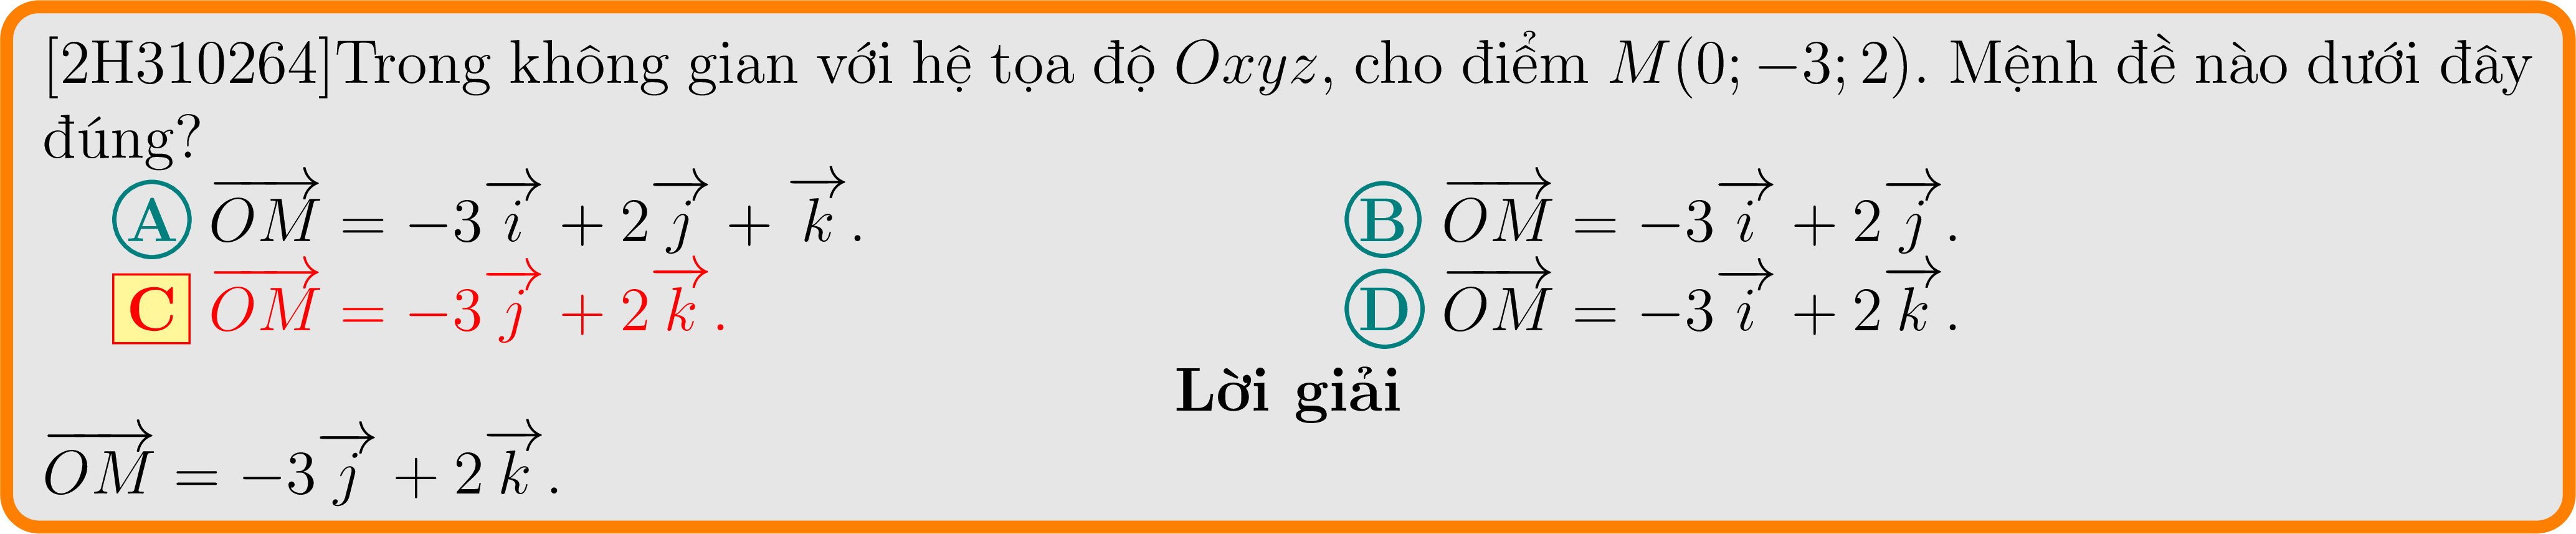 [2H310264]Trong không gian với hệ tọa độ Oxyz, cho điểm M(0; −3; 2). Mệnh đề nào dưới đây
đúng?
A $\overrightarrow{OM} = -3\overrightarrow{i} + 2\overrightarrow{j} + \overrightarrow{k}$. B $\overrightarrow{OM} = -3\overrightarrow{i} + 2\overrightarrow{j}$.
C $\overrightarrow{OM} = -3\overrightarrow{j} + 2\overrightarrow{k}$. D $\overrightarrow{OM} = -3\overrightarrow{i} + 2\overrightarrow{k}$.
Lời giải
$\overrightarrow{OM} = -3\overrightarrow{j} + 2\overrightarrow{k}$.